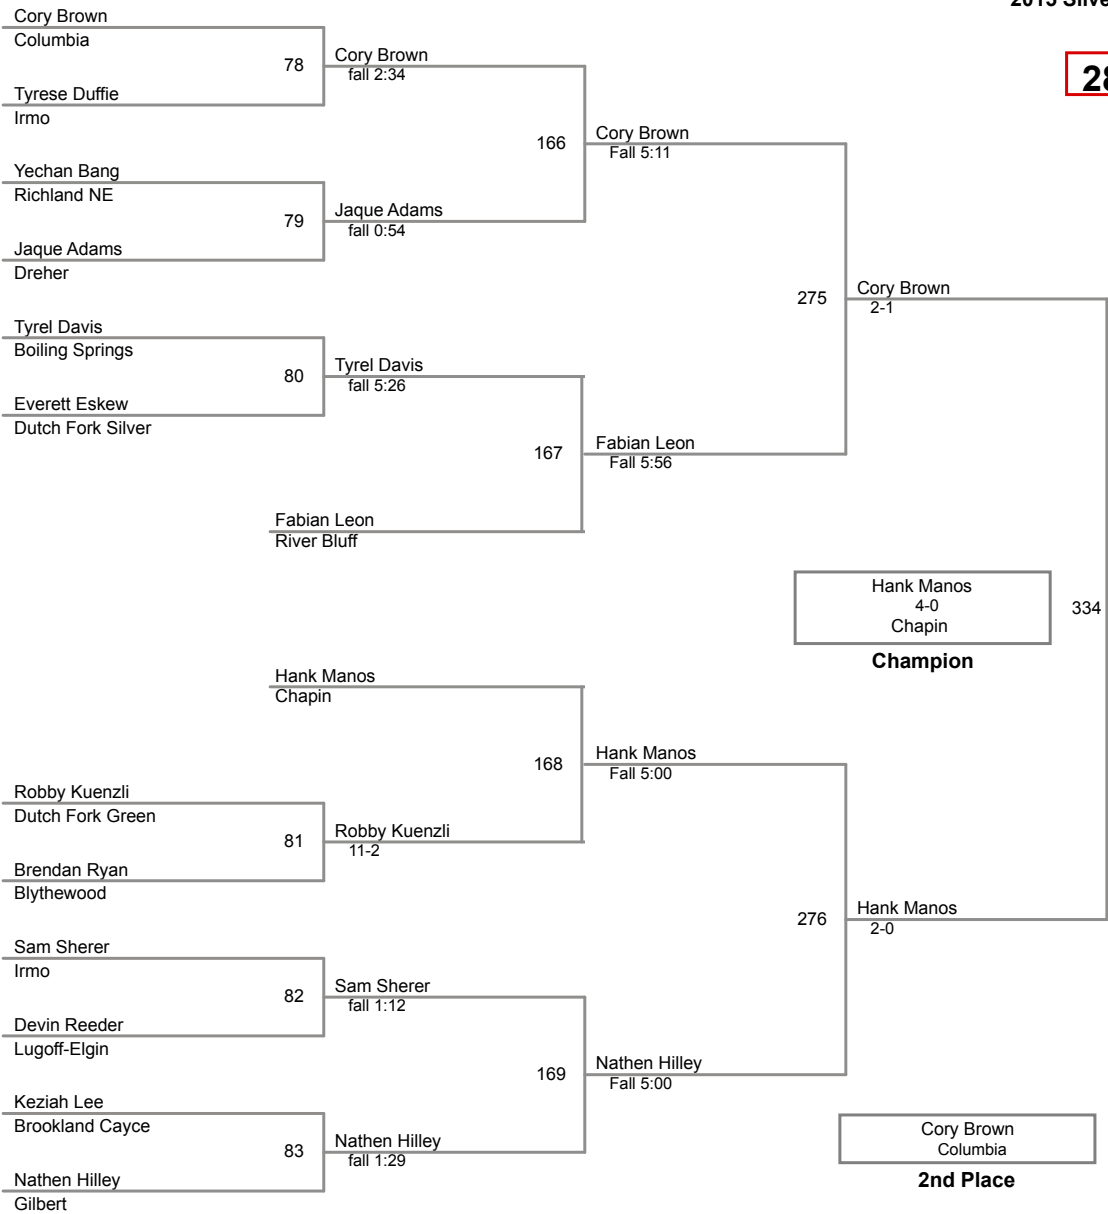 2015 Silve
28
Cory Brown
Columbia
78
Cory Brown
fall 2:34
Tyrese Duffie
Irmo
166
Cory Brown
Fall 5:11
Yechan Bang
Richland NE
79
Jaque Adams
fall 0:54
Jaque Adams
Dreher
275
Cory Brown
2-1
Tyrel Davis
Boiling Springs
80
Tyrel Davis
fall 5:26
Everett Eskew
Dutch Fork Silver
167
Fabian Leon
Fall 5:56
Fabian Leon
River Bluff
Hank Manos
4-0
Chapin
334
Champion
Hank Manos
Chapin
168
Hank Manos
Fall 5:00
Robby Kuenzli
Dutch Fork Green
81
Robby Kuenzli
11-2
Brendan Ryan
Blythewood
276
Hank Manos
2-0
Sam Sherer
Irmo
82
Sam Sherer
fall 1:12
Devin Reeder
Lugoff-Elgin
169
Nathen Hilley
Fall 5:00
Keziah Lee
Brookland Cayce
83
Nathen Hilley
fall 1:29
Nathen Hilley
Gilbert
Cory Brown
Columbia
2nd Place